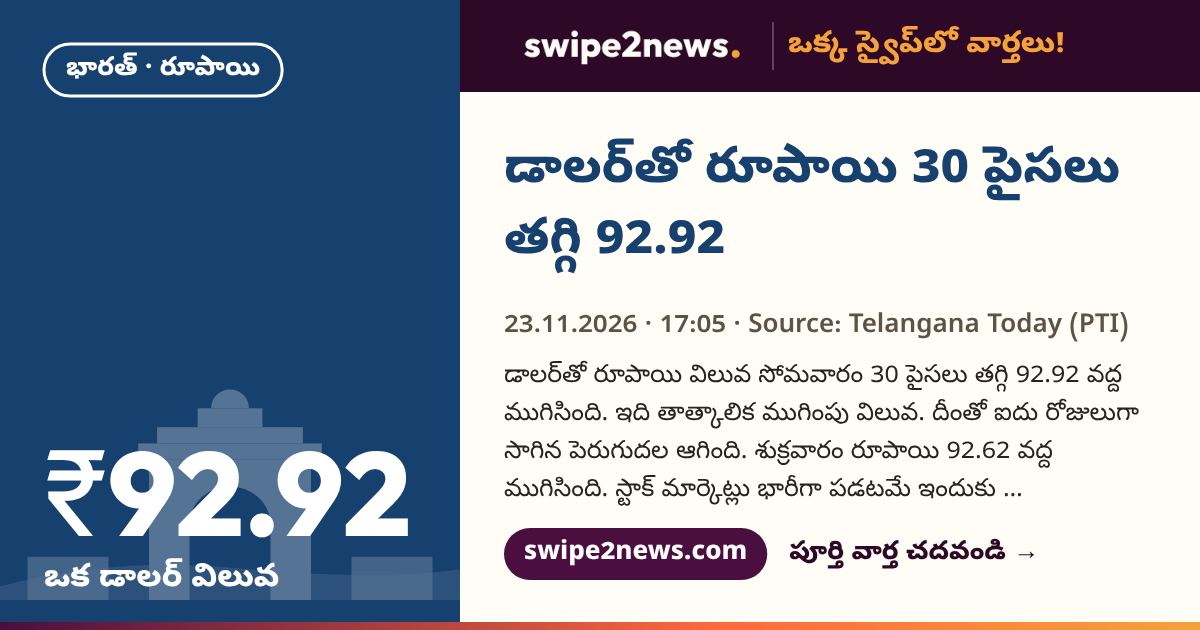 భారత్ · రూపాయి
₹92.92
ఒక డాలర్ విలువ
swipe2news.
ఒక్క స్వైప్‌లో వార్తలు!
డాలర్‌తో రూపాయి 30 పైసలు
తగ్గి 92.92
23.11.2026 · 17:05 · Source: Telangana Today (PTI)
డాలర్‌తో రూపాయి విలువ సోమవారం 30 పైసలు తగ్గి 92.92 వద్ద
ముగిసింది. ఇది తాత్కాలిక ముగింపు విలువ. దీంతో ఐదు రోజులుగా
సాగిన పెరుగుదల ఆగింది. శుక్రవారం రూపాయి 92.62 వద్ద
ముగిసింది. స్టాక్ మార్కెట్లు భారీగా పడటమే ఇందుకు ...
swipe2news.com
పూర్తి వార్త చదవండి →